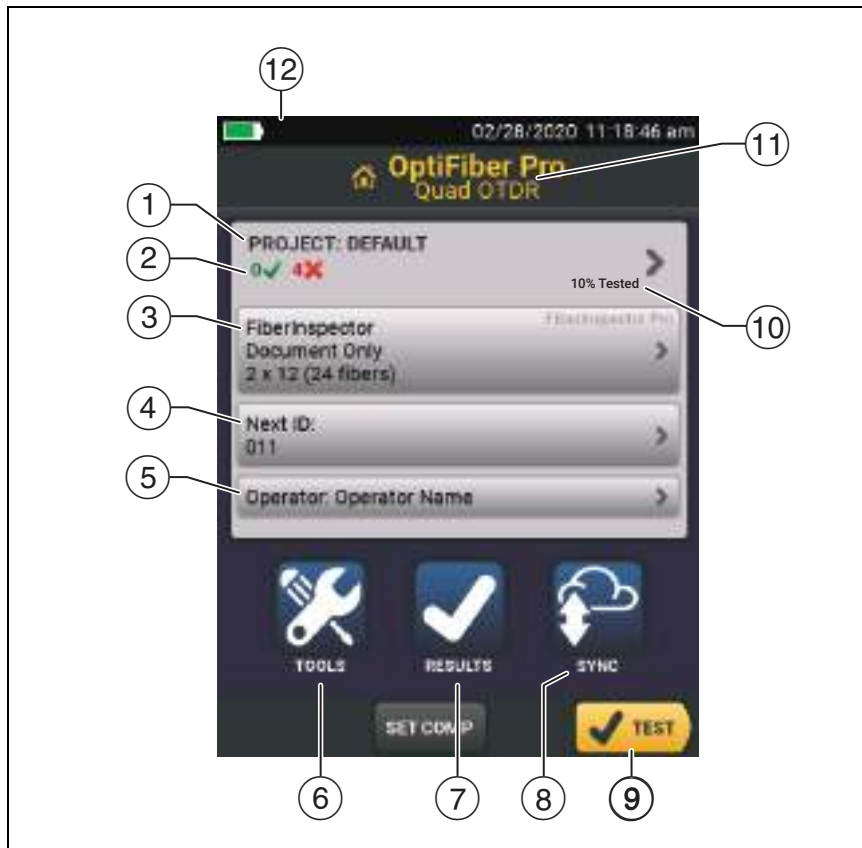 12
02/28/2020 11:18:46 am
11
OptiFiber Pro
Quad OTDR
1
PROJECT: DEFAULT
2
0 4
10% Tested
10
3
FiberInspector Pro
FiberInspector
Document Only
2 x 12 (24 fibers)
4
Next ID:
011
5
Operator: Operator Name
TOOLS
RESULTS
SYNC
SET COMP
TEST
6
7
8
9